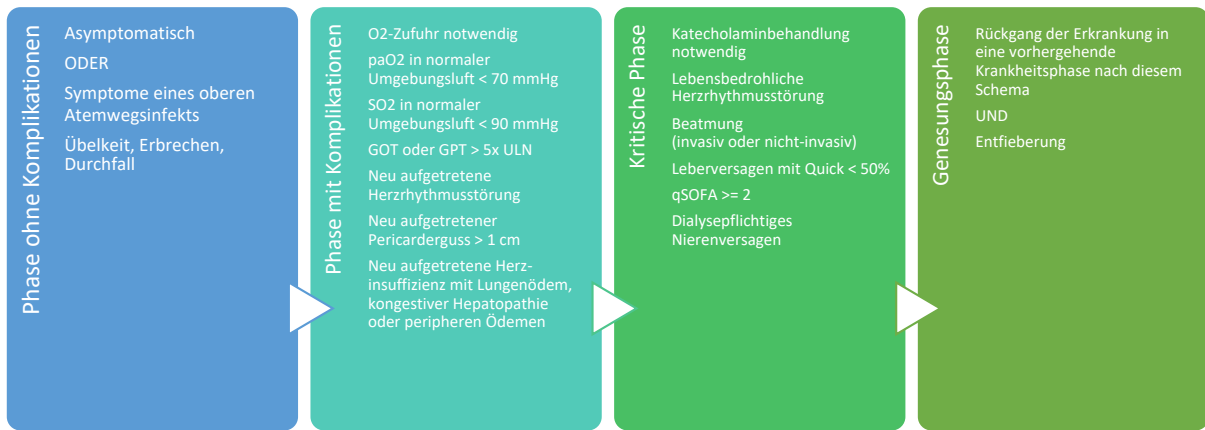 Phase ohne Komplikationen
Asymptomatisch
ODER
Symptome eines oberen
Atemwegsinfekts
Übelkeit, Erbrechen,
Durchfall
Phase mit Komplikationen
O2-Zufuhr notwendig
paO2 in normaler
Umgebungsluft < 70 mmHg
SO2 in normaler
Umgebungsluft < 90 mmHg
GOT oder GPT > 5x ULN
Neu aufgetretene
Herzrhythmusstörung
Neu aufgetretener
Pericarderguss > 1 cm
Neu aufgetretene Herz-
insuffizienz mit Lungenödem,
kongestiver Hepatopathie
oder peripheren Ödemen
Kritische Phase
Katecholaminbehandlung
notwendig
Lebensbedrohliche
Herzrhythmusstörung
Beatmung
(invasiv oder nicht-invasiv)
Leberversagen mit Quick < 50%
qSOFA >= 2
Dialysepflichtiges
Nierenversagen
Genesungsphase
Rückgang der Erkrankung in
eine vorhergehende
Krankheitsphase nach diesem
Schema
UND
Entfieberung